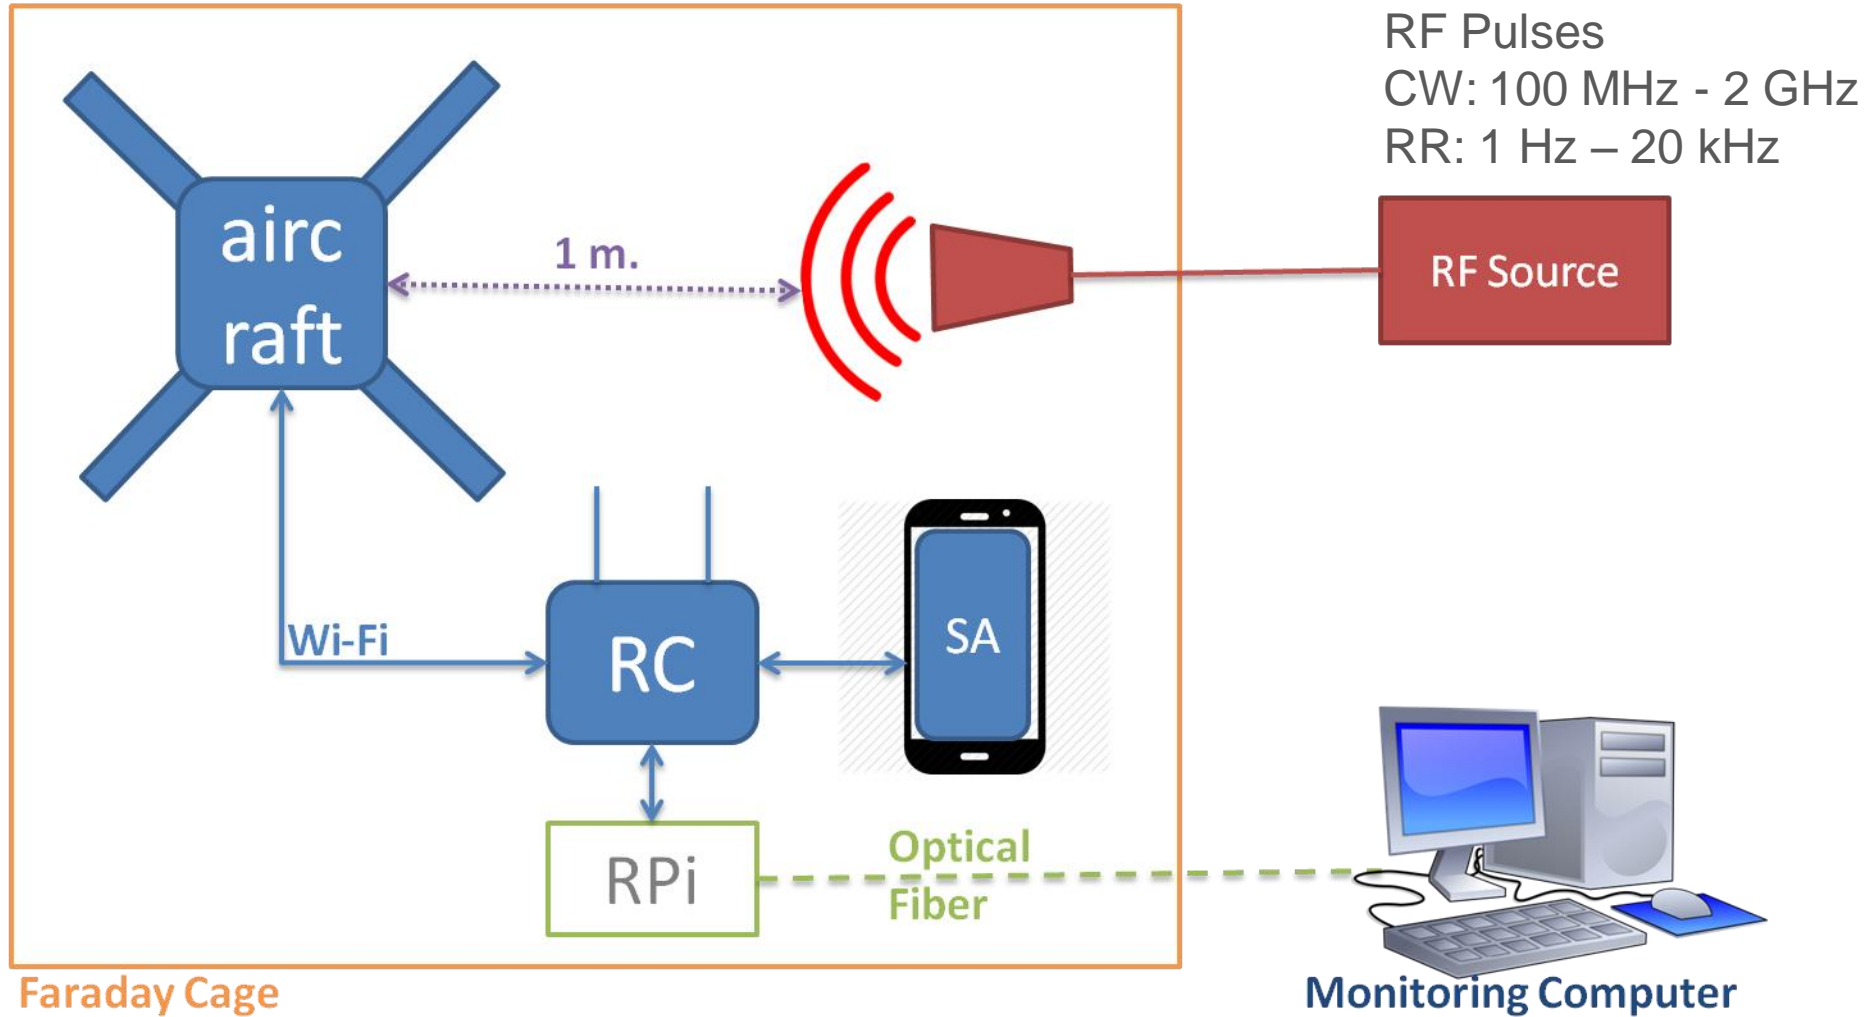 RF Pulses
CW: 100 MHz - 2 GHz
RR: 1 Hz – 20 kHz
airc
raft
1 m.
RF Source
Wi-Fi
RC
SA
RPi
Optical
Fiber
Faraday Cage
Monitoring Computer